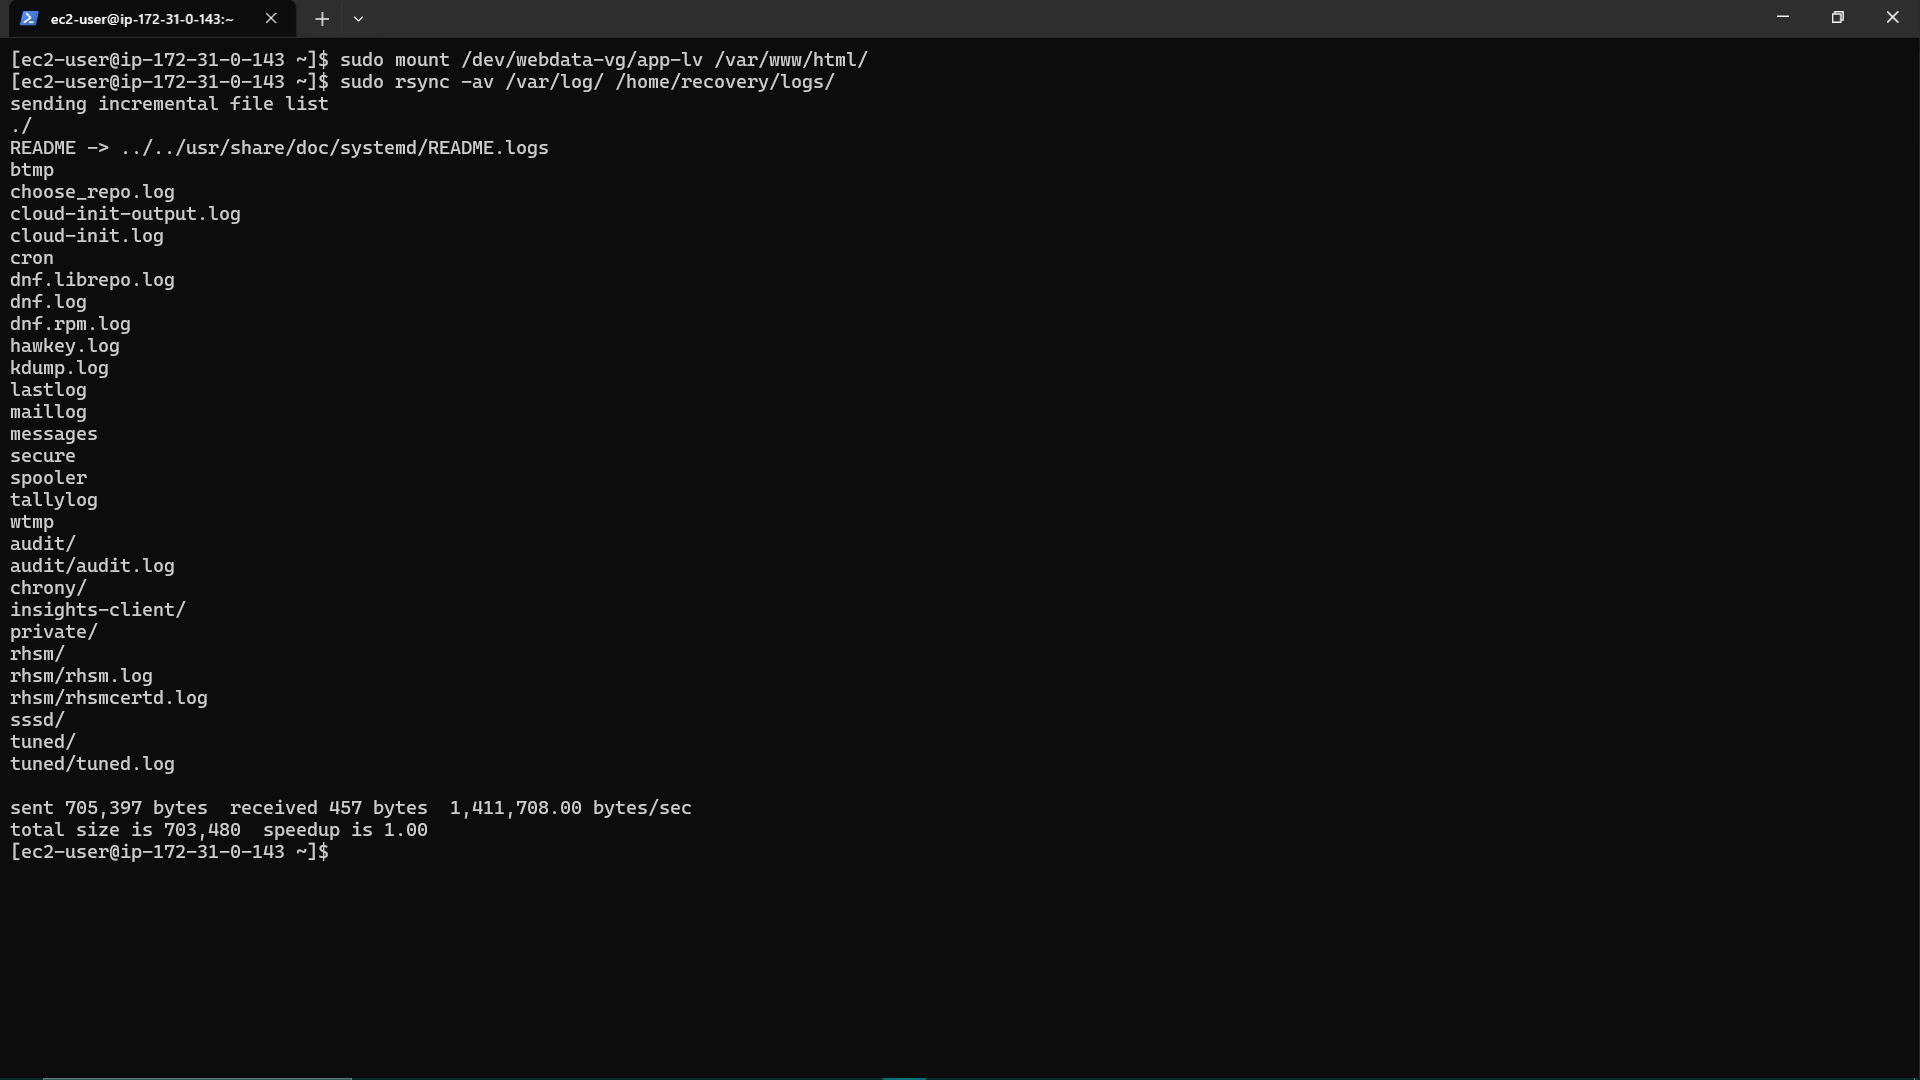 ec2-user@ip-172-31-0-143:~
[ec2-user@ip-172-31-0-143 ~]$ sudo mount /dev/webdata-vg/app-lv /var/www/html/
[ec2-user@ip-172-31-0-143 ~]$ sudo rsync -av /var/log/ /home/recovery/logs/
sending incremental file list
./
README -> ../../usr/share/doc/systemd/README.logs
btmp
choose_repo.log
cloud-init-output.log
cloud-init.log
cron
dnf.librepo.log
dnf.log
dnf.rpm.log
hawkey.log
kdump.log
lastlog
maillog
messages
secure
spooler
tallylog
wtmp
audit/
audit/audit.log
chrony/
insights-client/
private/
rhsm/
rhsm/rhsm.log
rhsm/rhsmcertd.log
sssd/
tuned/
tuned/tuned.log
sent 705,397 bytes  received 457 bytes  1,411,708.00 bytes/sec
total size is 703,480  speedup is 1.00
[ec2-user@ip-172-31-0-143 ~]$